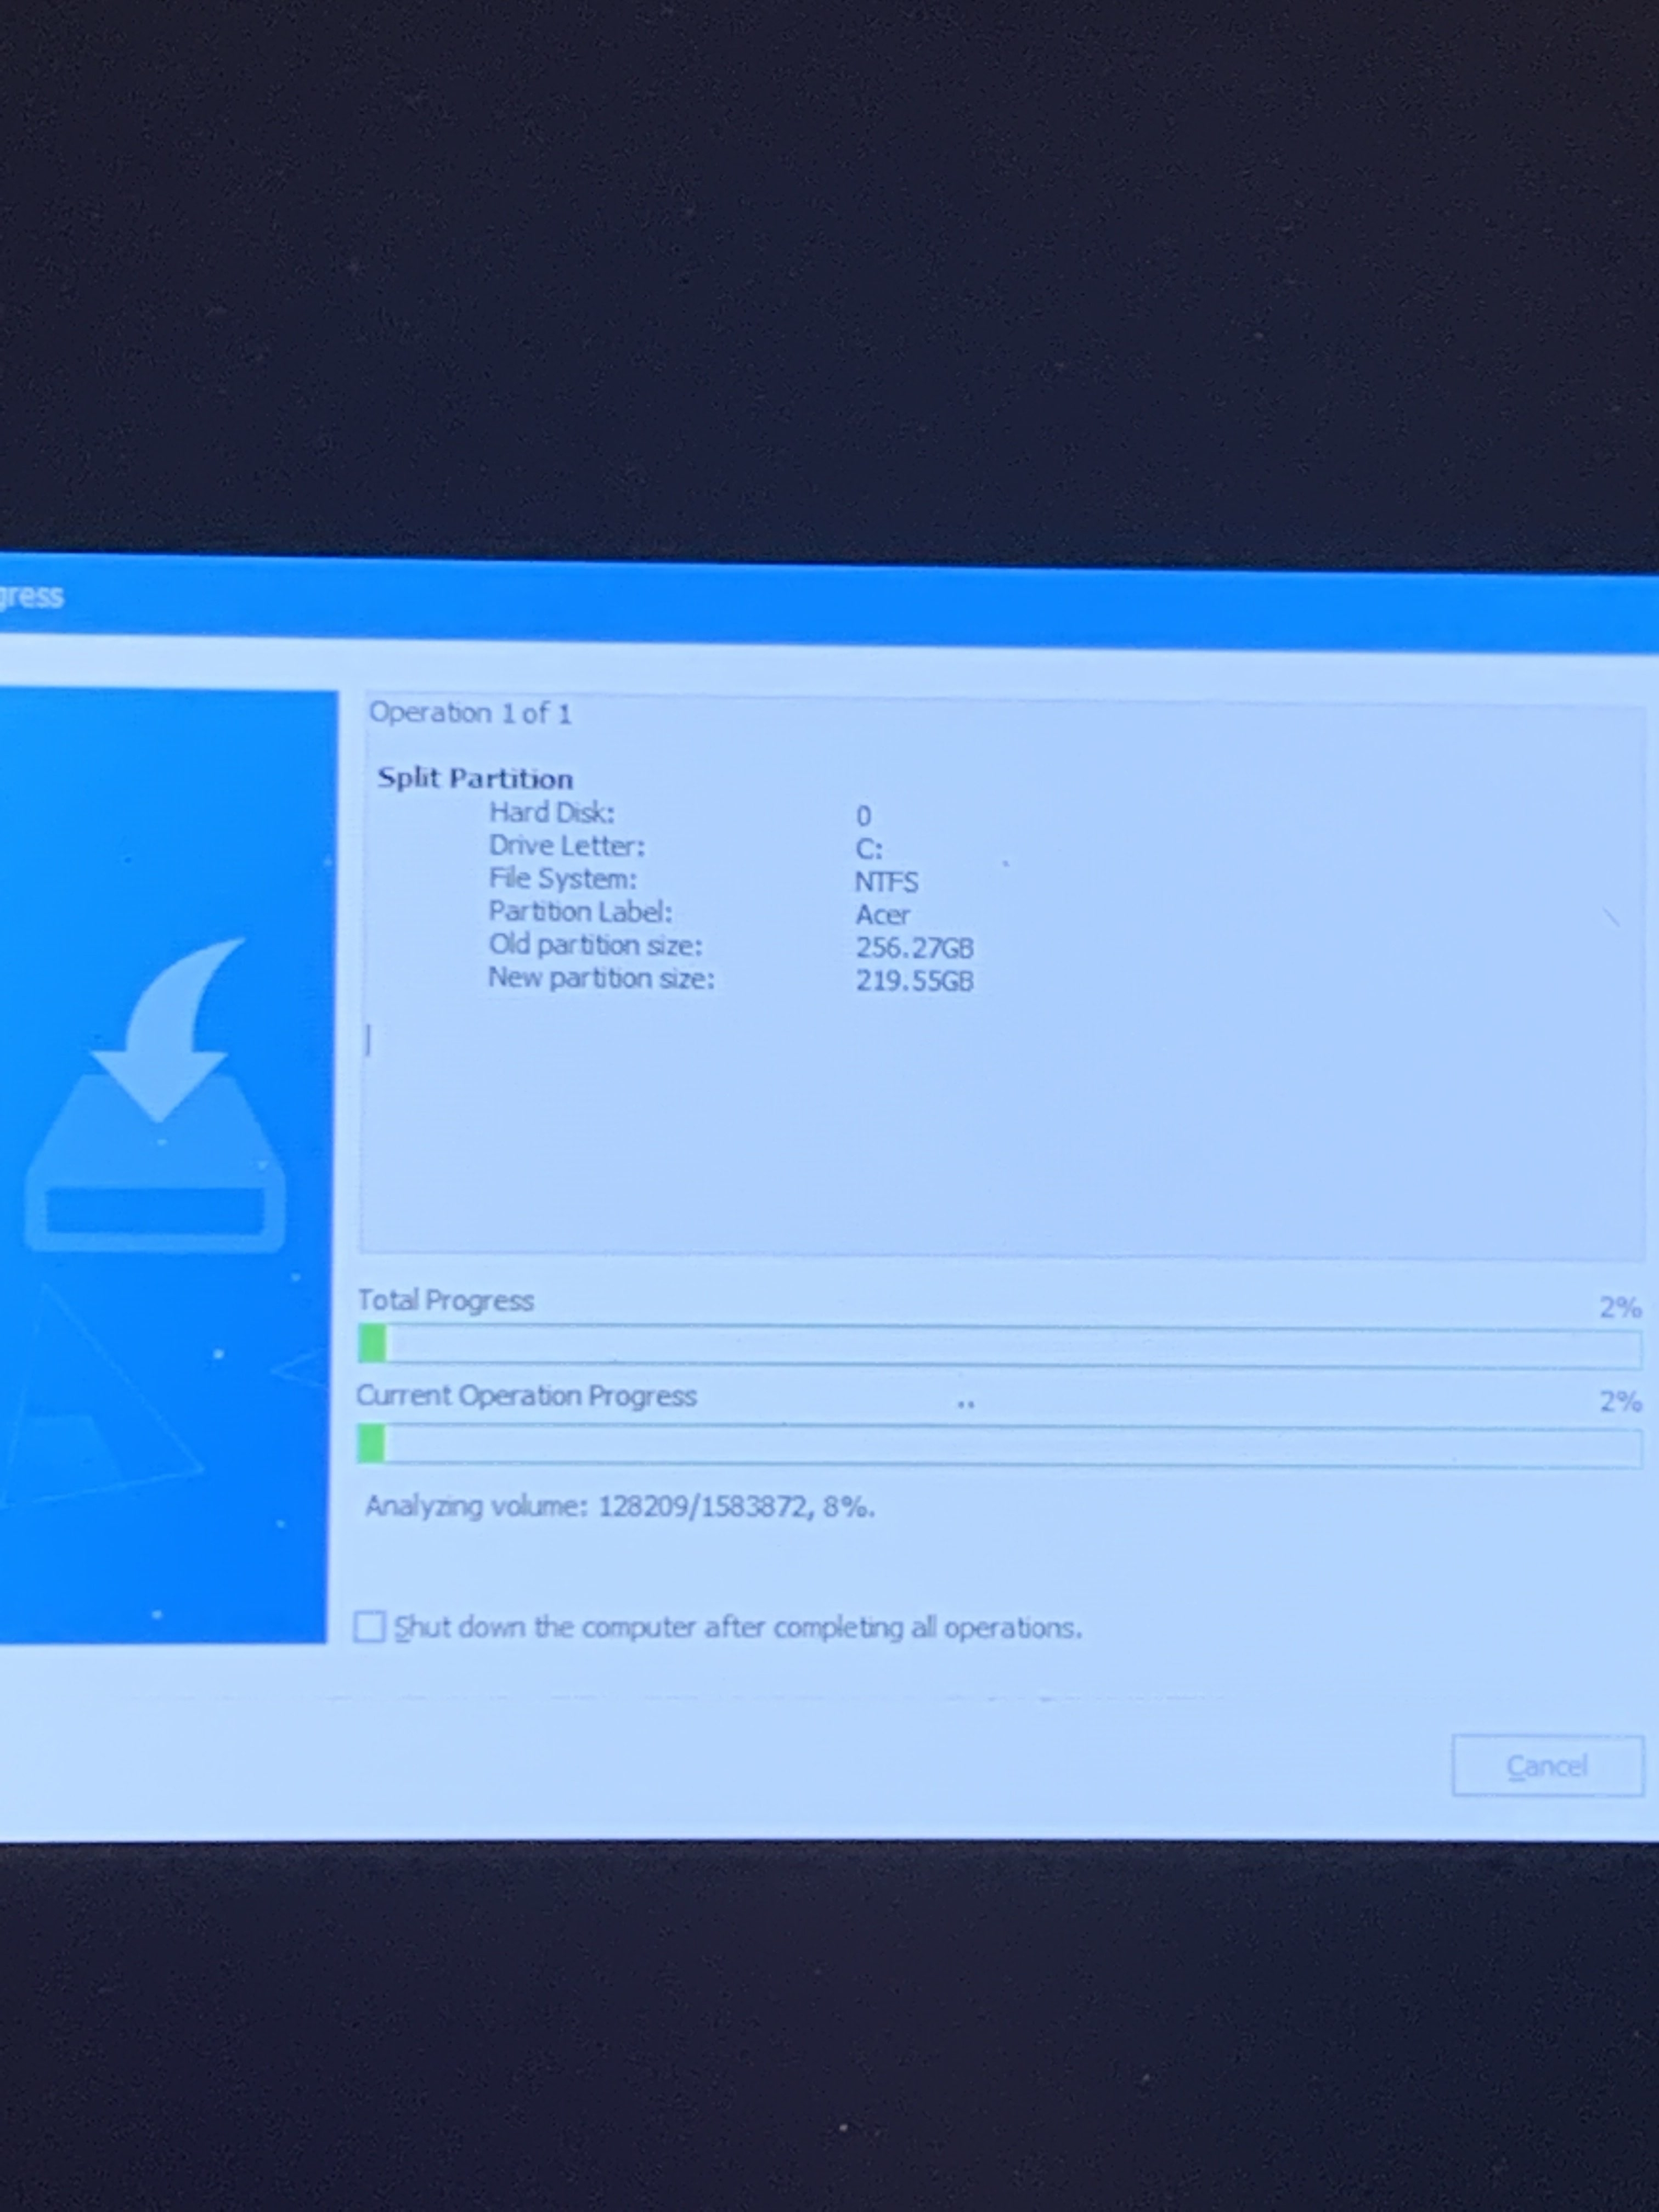 gress
Operation 1 of 1
Split Partition
Hard Disk: 0
Drive Letter: C:
File System: NTFS
Partition Label: Acer
Old partition size: 256.27GB
New partition size: 219.55GB
Total Progress 2%
Current Operation Progress 2%
Analyzing volume: 128209/1583872, 8%.
Shut down the computer after completing all operations.
Cancel